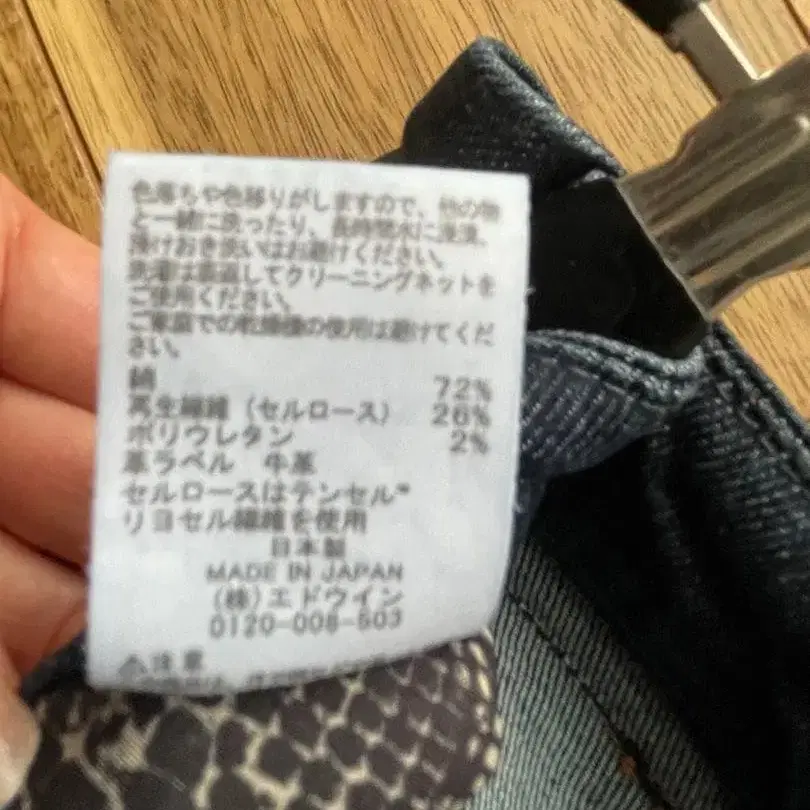 色落ちや色移りがしますので、他の物
と一緒に洗ったり、長時間水に浸漬、
漬けおき洗いはお避けください。
洗濯は裏返してクリーニングネットを
ご使用ください。
ご家庭での乾燥機の使用は避けてくだ
さい。
綿 72%
再生繊維（セルロース） 26%
ポリウレタン 2%
革ラベル 牛革
セルロースはテンセル™
リヨセル繊維を使用
日本製
MADE IN JAPAN
(株)エドウイン
0120-008-503
⚠注意